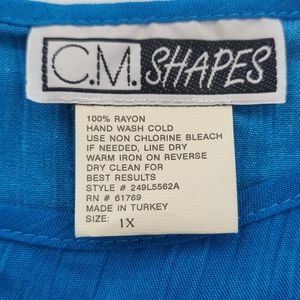 C.M. SHAPES
100% RAYON
HAND WASH COLD
USE NON CHLORINE BLEACH
IF NEEDED, LINE DRY
WARM IRON ON REVERSE
DRY CLEAN FOR
BEST RESULTS
STYLE # 249L5562A
RN # 61769
MADE IN TURKEY
SIZE: 1X